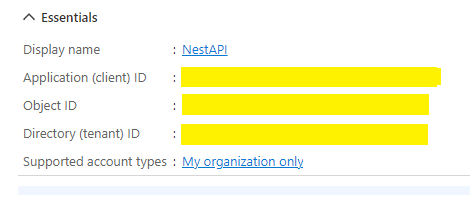 Essentials
Display name : NestAPI
Application (client) ID :
Object ID :
Directory (tenant) ID :
Supported account types : My organization only